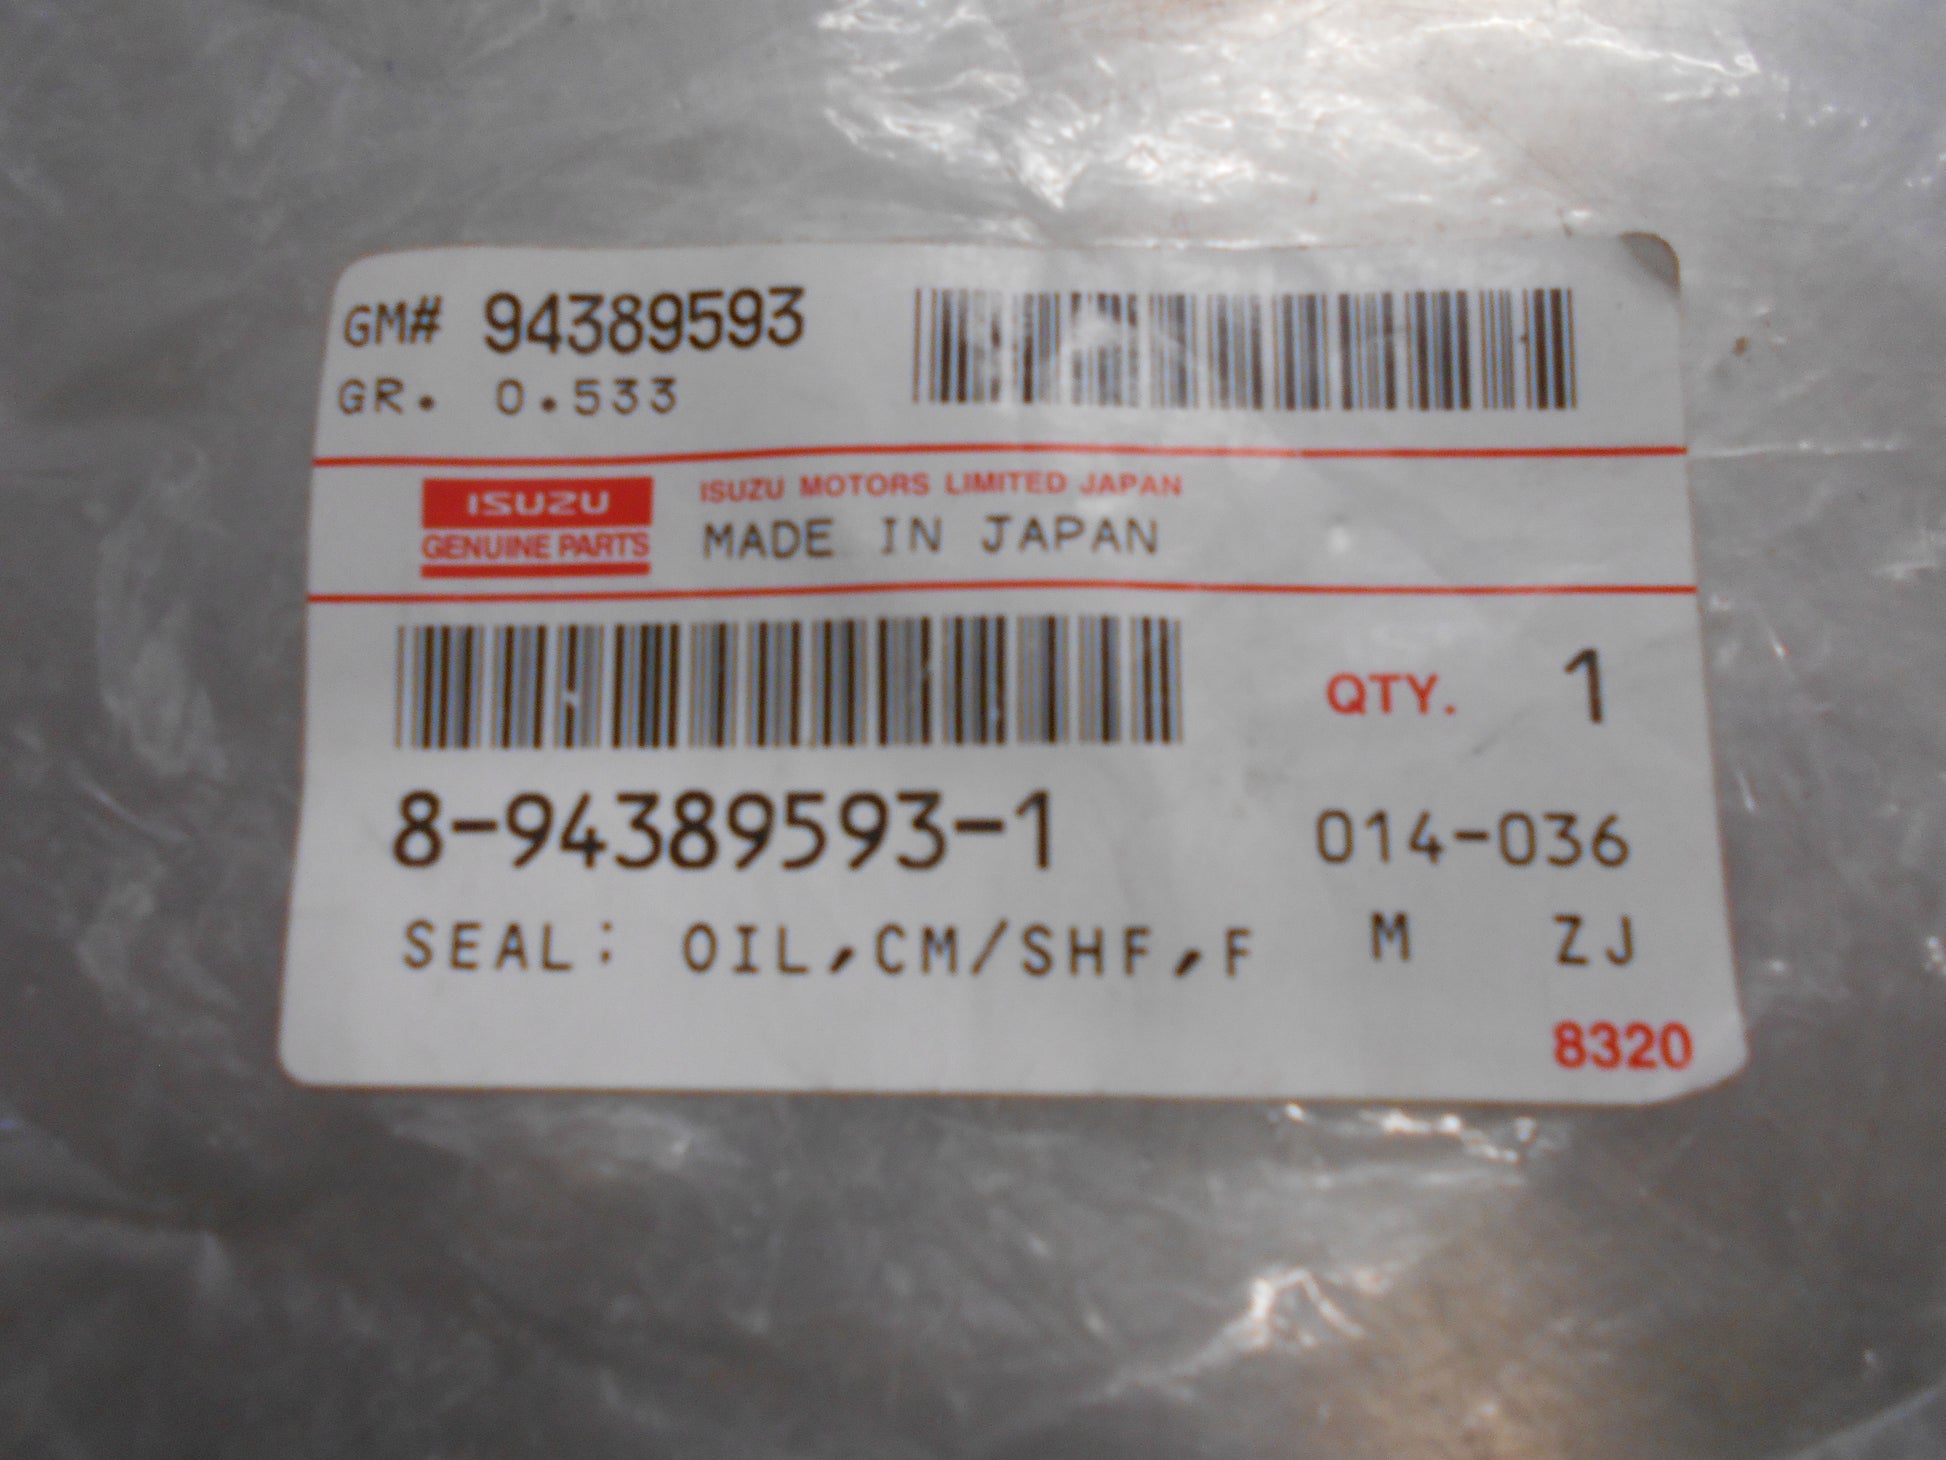 GM# 94389593
GR. 0.533
ISUZU
GENUINE PARTS
ISUZU MOTORS LIMITED JAPAN
MADE IN JAPAN
QTY. 1
8-94389593-1
014-036
SEAL: OIL,CM/SHF,F
M ZJ
8320